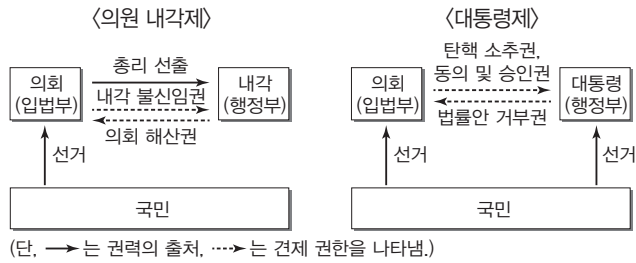 〈의원 내각제〉
의회
(입법부)
총리 선출
내각 불신임권
의회 해산권
내각
(행정부)
선거
국민
〈대통령제〉
의회
(입법부)
탄핵 소추권,
동의 및 승인권
법률안 거부권
대통령
(행정부)
선거
선거
국민
(단, ⟶는 권력의 출처, ⤏는 견제 권한을 나타냄.)